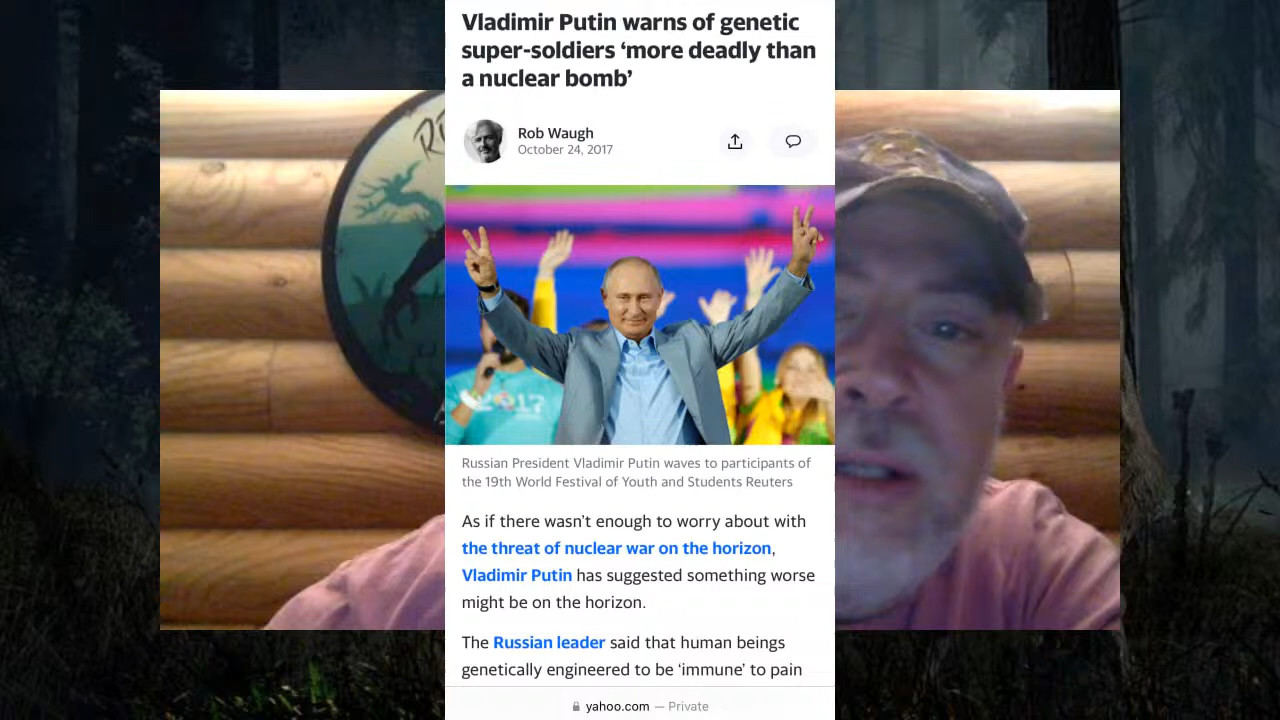 Vladimir Putin warns of genetic
super-soldiers ‘more deadly than
a nuclear bomb’
Rob Waugh
October 24, 2017
2017
Russian President Vladimir Putin waves to participants of
the 19th World Festival of Youth and Students Reuters
As if there wasn't enough to worry about with
the threat of nuclear war on the horizon,
Vladimir Putin has suggested something worse
might be on the horizon.
The Russian leader said that human beings
genetically engineered to be ‘immune’ to pain
yahoo.com — Private